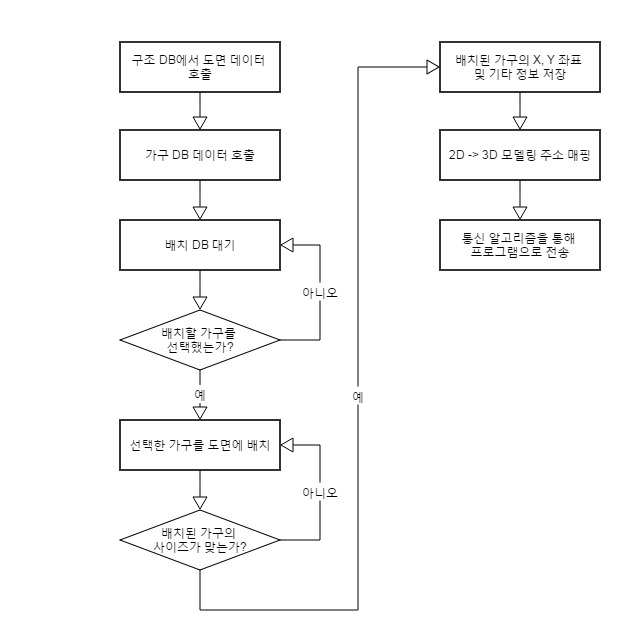 구조 DB에서 도면 데이터
호출
가구 DB 데이터 호출
배치 DB 대기
아니오
배치할 가구를
선택했는가?
예
선택한 가구를 도면에 배치
아니오
배치된 가구의
사이즈가 맞는가?
예
배치된 가구의 X, Y 좌표
및 기타 정보 저장
2D -> 3D 모델링 주소 매핑
통신 알고리즘을 통해
프로그램으로 전송